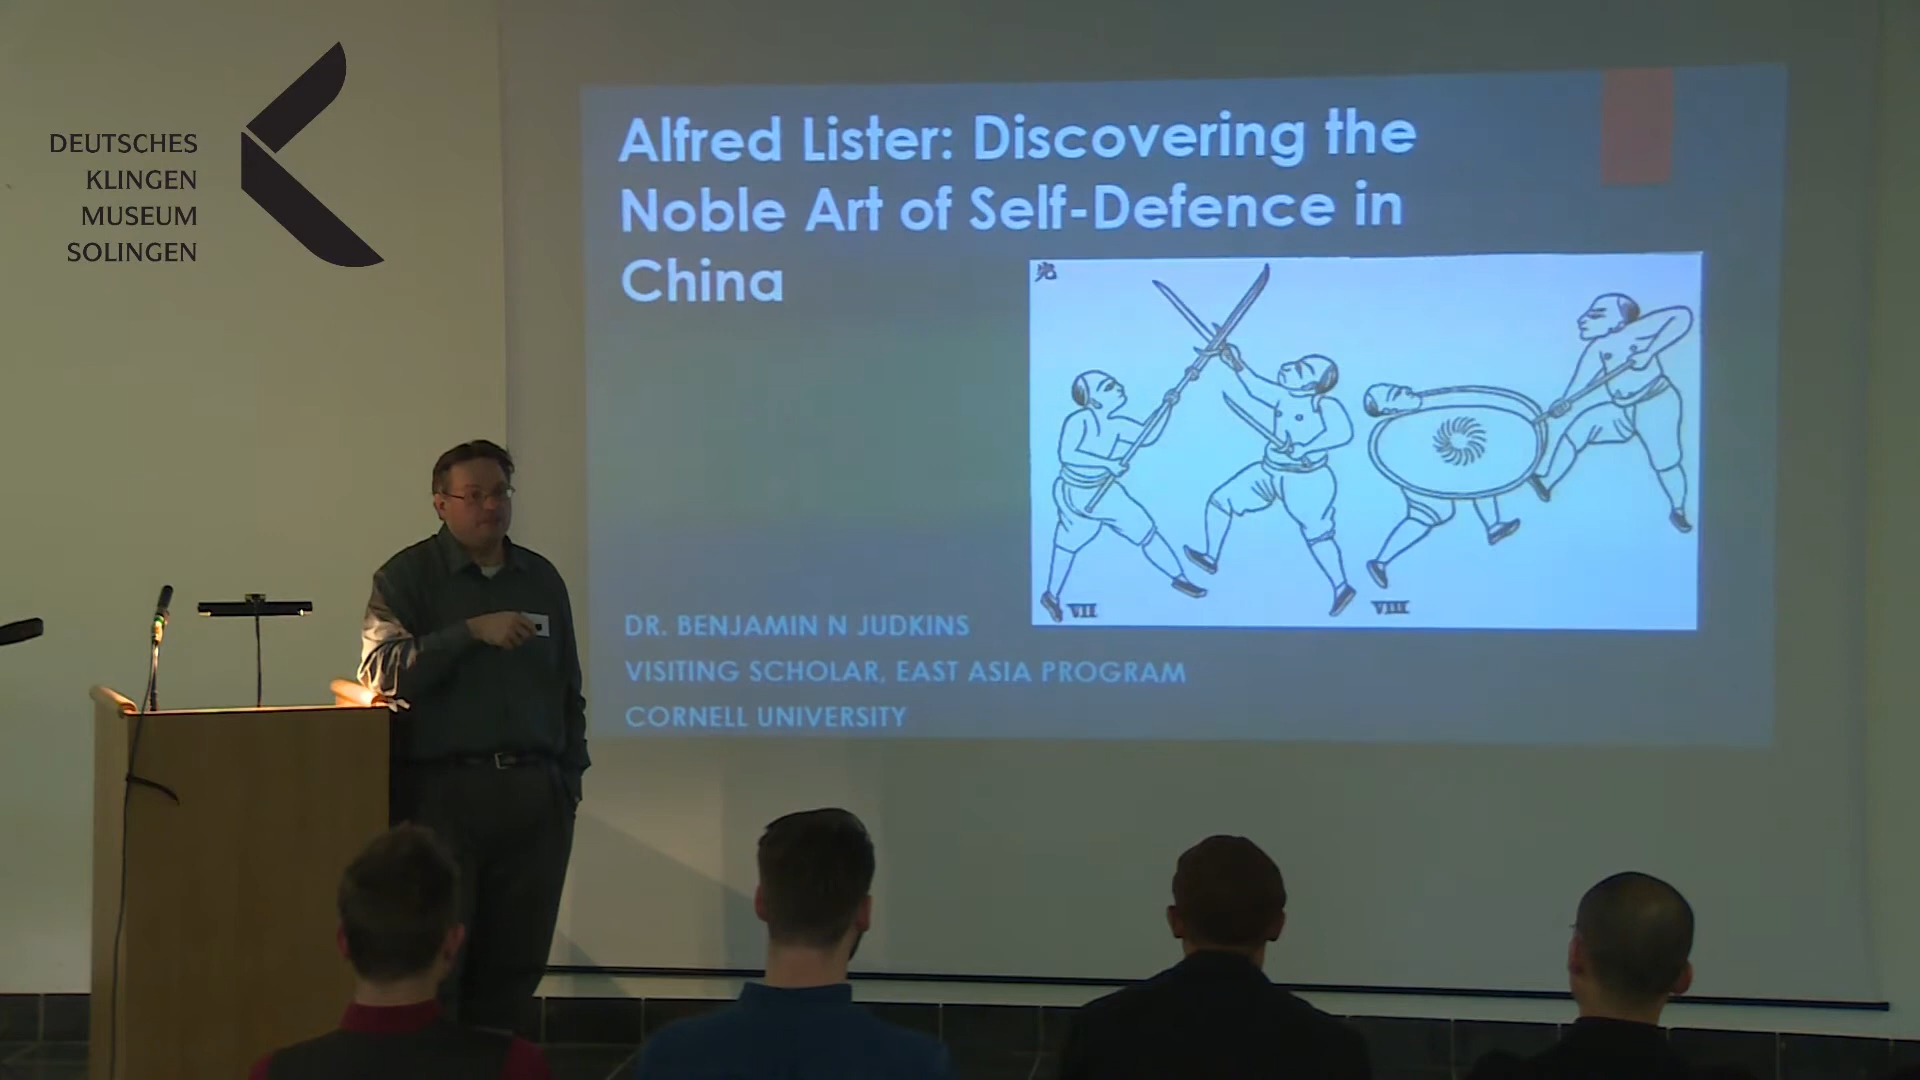 DEUTSCHES
KLINGEN
MUSEUM
SOLINGEN
Alfred Lister: Discovering the
Noble Art of Self-Defence in
China
VII
VIII
DR. BENJAMIN N JUDKINS
VISITING SCHOLAR, EAST ASIA PROGRAM
CORNELL UNIVERSITY